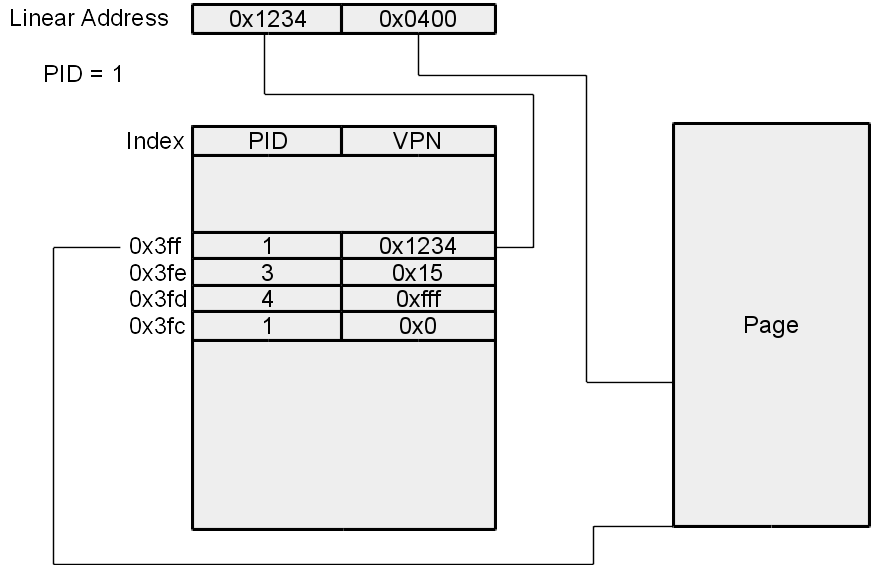 Linear Address 0x1234 0x0400
PID = 1
Index PID VPN
0x3ff 1 0x1234
0x3fe 3 0x15
0x3fd 4 0xfff
0x3fc 1 0x0
Page